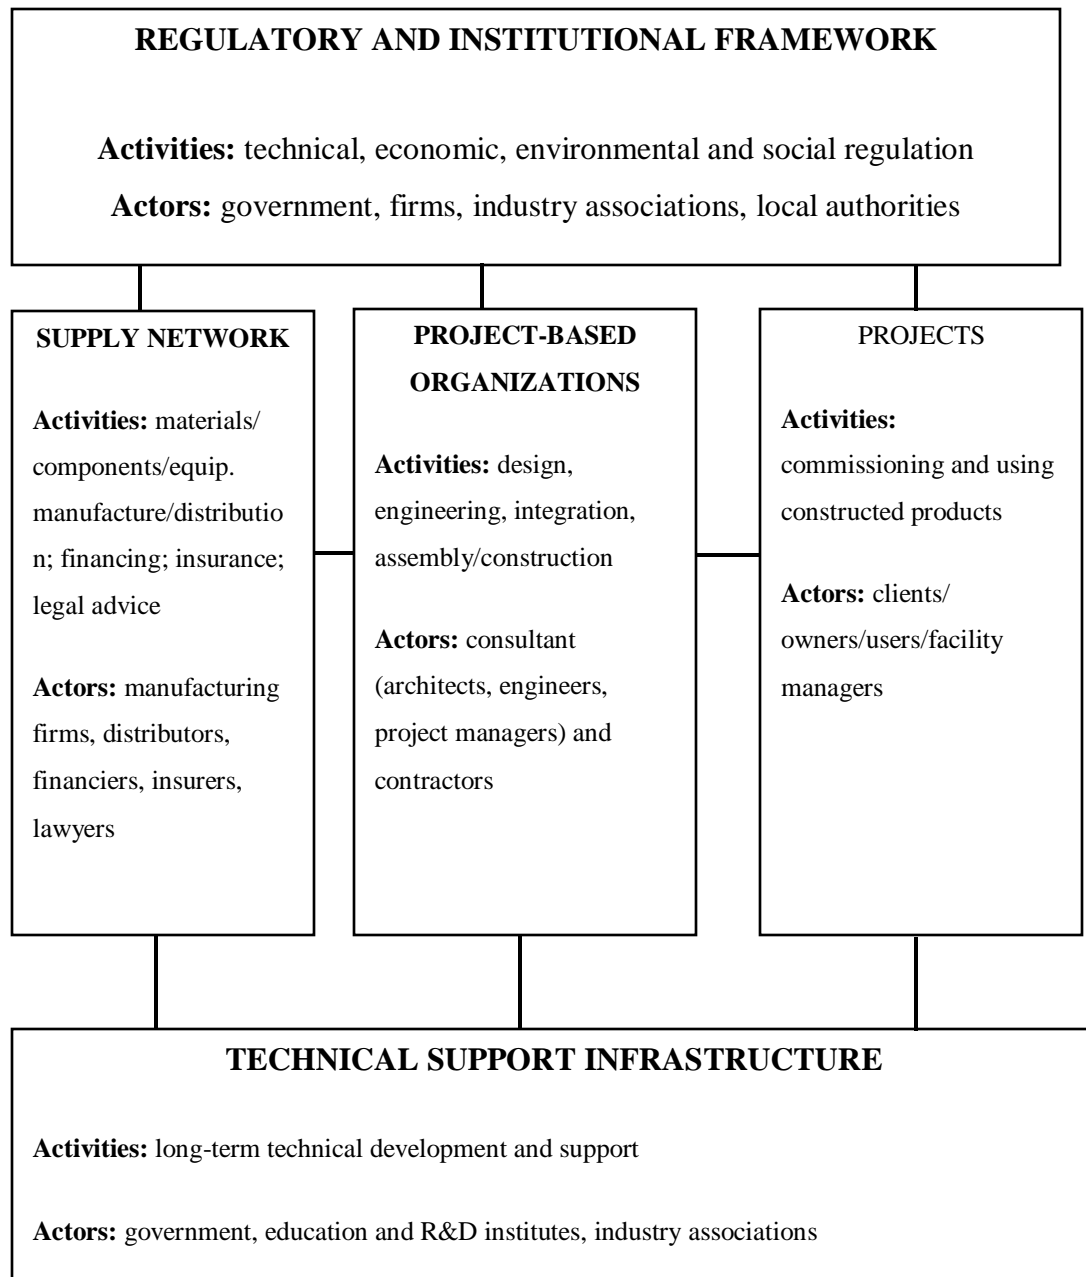 REGULATORY AND INSTITUTIONAL FRAMEWORK
Activities: technical, economic, environmental and social regulation
Actors: government, firms, industry associations, local authorities
SUPPLY NETWORK
Activities: materials/
components/equip.
manufacture/distributio
n; financing; insurance;
legal advice
Actors: manufacturing
firms, distributors,
financiers, insurers,
lawyers
PROJECT-BASED
ORGANIZATIONS
Activities: design,
engineering, integration,
assembly/construction
Actors: consultant
(architects, engineers,
project managers) and
contractors
PROJECTS
Activities:
commissioning and using
constructed products
Actors: clients/
owners/users/facility
managers
TECHNICAL SUPPORT INFRASTRUCTURE
Activities: long-term technical development and support
Actors: government, education and R&D institutes, industry associations